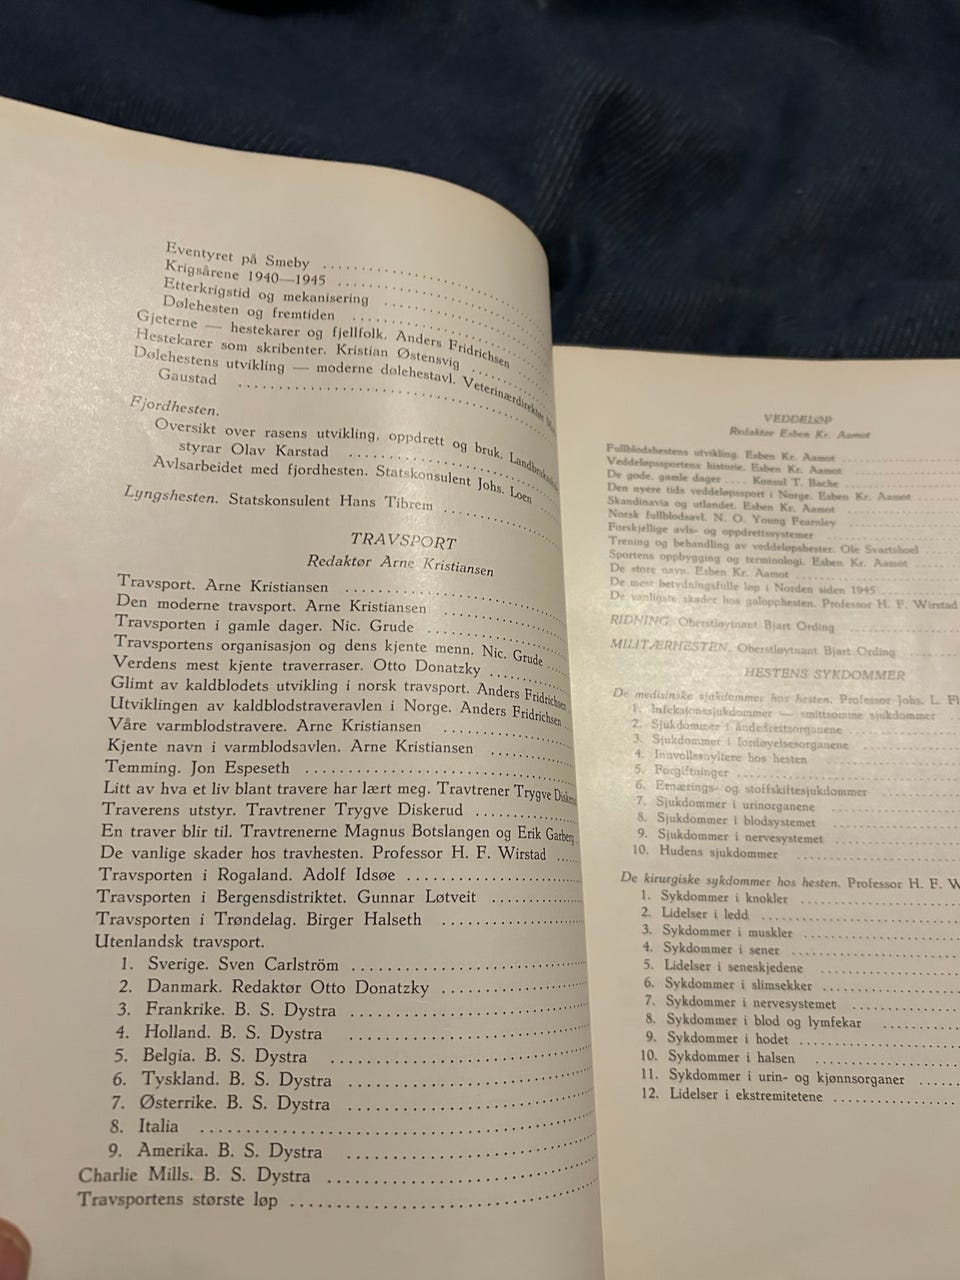 Eventyret på Smeby
Krigsårene 1940—1945
Etterkrigstid og mekanisering
Dølehesten og fremtiden
Gjeterne — hestekarer og fjellfolk. Anders Fridrichsen
Hestekarer som skribenter. Kristian Østensvig
Dølehestens utvikling — moderne dølehestavl. Veterinærdirektør
Gaustad
Fjordhesten.
Oversikt over rasens utvikling, oppdrett og bruk.
styrar Olav Karstad
Avlsarbeidet med fjordhesten. Statskonsulent Johs. Loen
Lyngshesten. Statskonsulent Hans Tibrem
TRAVSPORT
Redaktør Arne Kristiansen
Travsport. Arne Kristiansen
Den moderne travsport. Arne Kristiansen
Travsporten i gamle dager. Nic. Grude
Travsportens organisasjon og dens kjente menn. Nic. Grude
Verdens mest kjente traverraser. Otto Donatzky
Glimt av kaldblodets utvikling i norsk travsport. Anders Fridrichsen
Utviklingen av kaldblodstraveravlen i Norge. Anders Fridrichsen
Våre varmblodstravere. Arne Kristiansen
Kjente navn i varmblodsavlen. Arne Kristiansen
Temming. Jon Espeseth
Litt av hva et liv blant travere har lært meg. Travtrener Trygve Diskerud
Traverens utstyr. Travtrener Trygve Diskerud
En traver blir til. Travtrenerne Magnus Botslangen og Erik Garberg
De vanlige skader hos travhesten. Professor H. F. Wirstad
Travsporten i Rogaland. Adolf Idsøe
Travsporten i Bergensdistriktet. Gunnar Løtveit
Travsporten i Trøndelag. Birger Halseth
Utenlandsk travsport.
1. Sverige. Sven Carlström
2. Danmark. Redaktør Otto Donatzky
3. Frankrike. B. S. Dystra
4. Holland. B. S. Dystra
5. Belgia. B. S. Dystra
6. Tyskland. B. S. Dystra
7. Østerrike. B. S. Dystra
8. Italia
9. Amerika. B. S. Dystra
Charlie Mills. B. S. Dystra
Travsportens største løp
VEDDELØP
Redaktør Esben Kr. Aamot
Fullblodshestens utvikling. Esben Kr. Aamot
Veddeløpssportens historie. Esben Kr. Aamot
De gode, gamle dager .... Konsul T. Bache
Den nyere tids veddeløpssport i Norge. Esben Kr. Aamot
Skandinavia og utlandet. Esben Kr. Aamot
Norsk fullblodsavl. N. O. Young Fearnley
Forskjellige avls- og oppdrettssystemer
Trening og behandling av veddeløpshester. Ole Svartshoel
Sportens oppbygging og terminologi. Esben Kr. Aamot
De store navn. Esben Kr. Aamot
De mest betydningsfulle løp i Norden siden 1945
De vanligste skader hos galopphesten. Professor H. F. Wirstad
RIDNING. Oberstløytnant Bjart Ording
MILITÆRHESTEN. Oberstløytnant Bjart Ording
HESTENS SYKDOMMER
De medisinske sjukdommer hos hesten. Professor Johs. L. Fl
1. Infeksjonssjukdommer — smittsomme sjukdommer
2. Sjukdommer i åndedrettsorganene
3. Sjukdommer i fordøyelsesorganene
4. Innvollssnyltere hos hesten
5. Forgiftninger
6. Ernærings- og stoffskiftesjukdommer
7. Sjukdommer i urinorganene
8. Sjukdommer i blodsystemet
9. Sjukdommer i nervesystemet
10. Hudens sjukdommer
De kirurgiske sykdommer hos hesten. Professor H. F. W
1. Sykdommer i knokler
2. Lidelser i ledd
3. Sykdommer i muskler
4. Sykdommer i sener
5. Lidelser i seneskjedene
6. Sykdommer i slimsekker
7. Sykdommer i nervesystemet
8. Sykdommer i blod og lymfekar
9. Sykdommer i hodet
10. Sykdommer i halsen
11. Sykdommer i urin- og kjønnsorganer
12. Lidelser i ekstremitetene